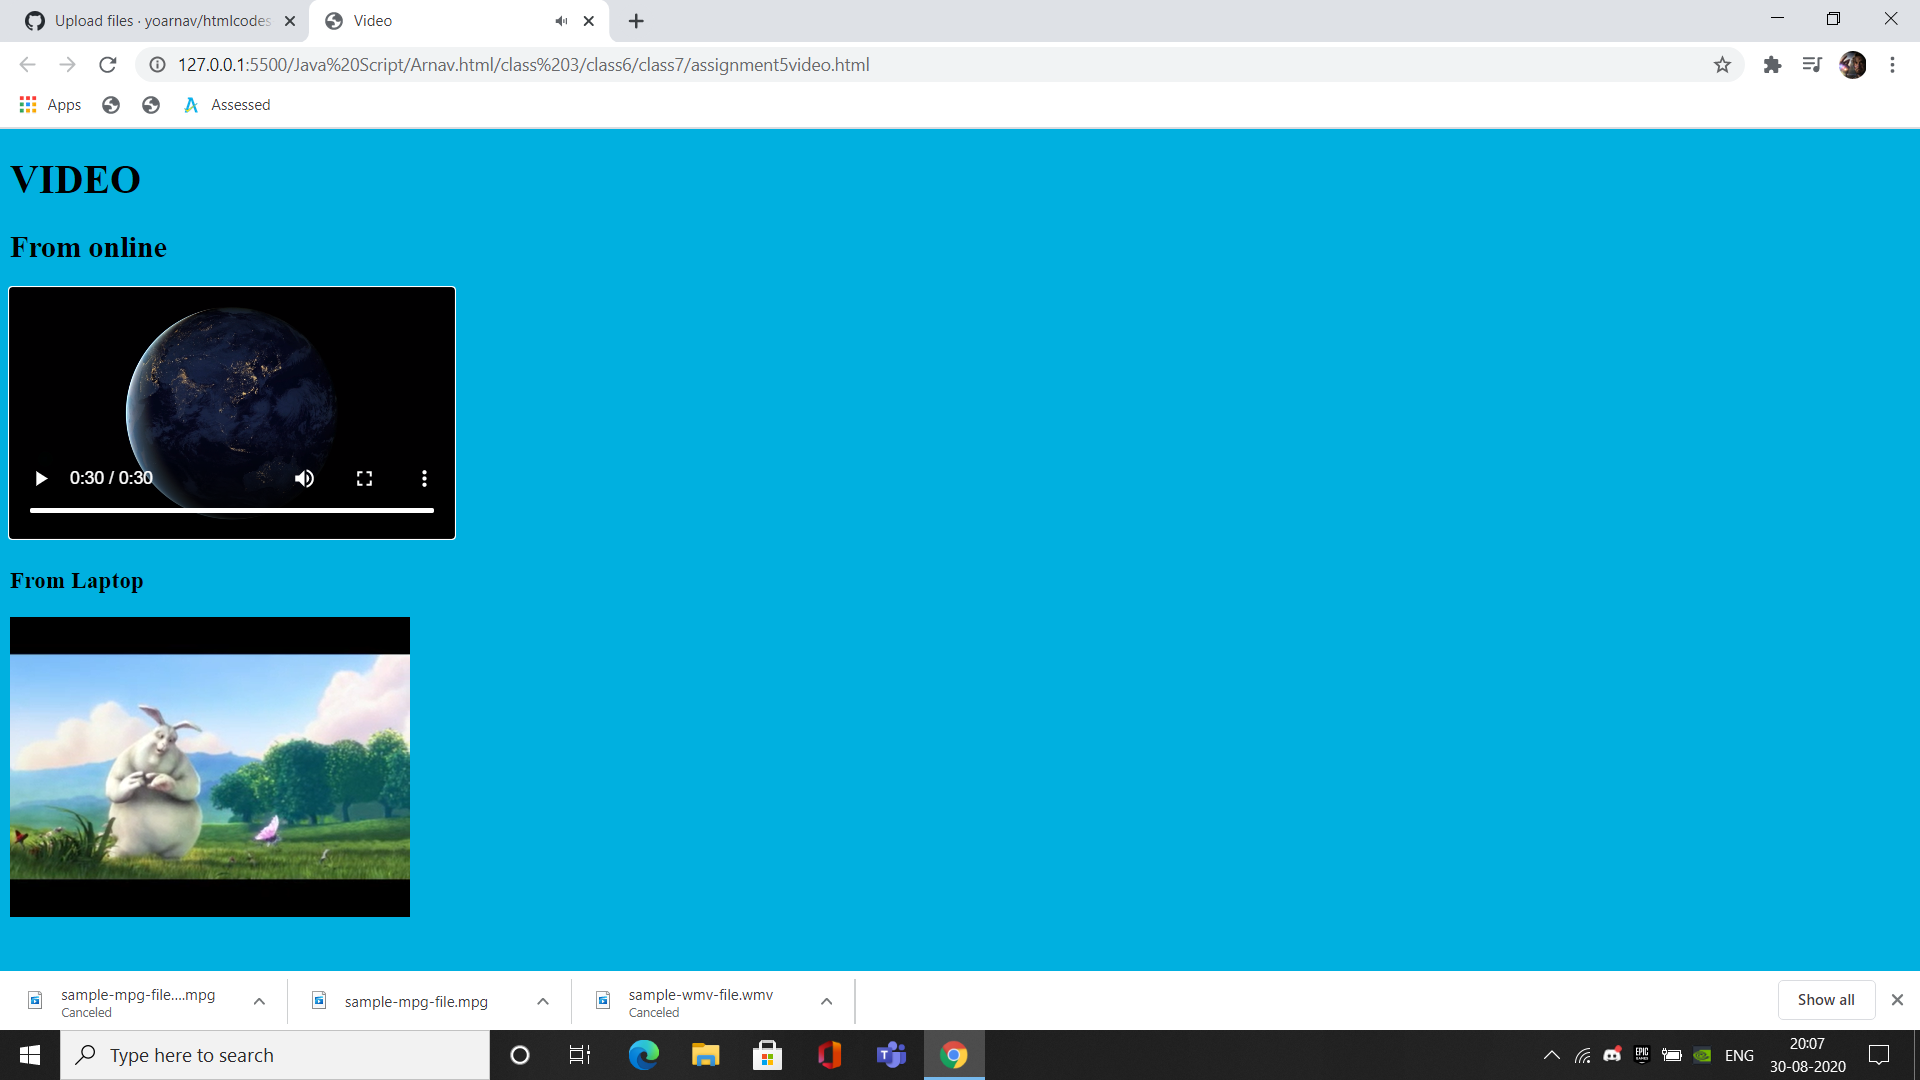 Upload files · yoarnav/htmlcodes
Video
127.0.0.1:5500/Java%20Script/Arnav.html/class%203/class6/class7/assignment5video.html
Apps
Assessed
VIDEO
From online
0:30 / 0:30
From Laptop
sample-mpg-file....mpg
Canceled
sample-mpg-file.mpg
sample-wmv-file.wmv
Canceled
Show all
Type here to search
ENG
20:07
30-08-2020